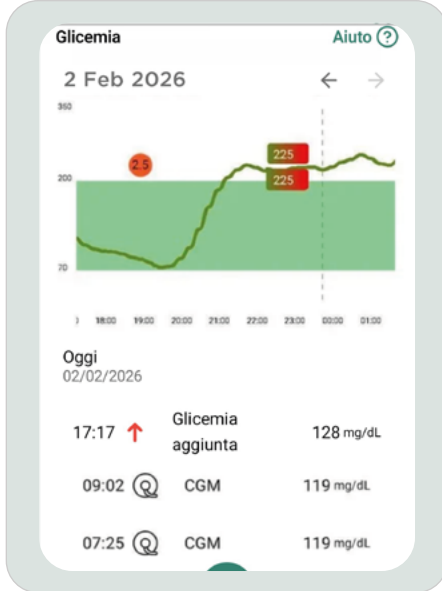 Glicemia Aiuto ?
2 Feb 2026
350
2.5
225
200
225
70
18:00 19:00 20:00 21:00 22:00 23:00 00:00 01:00
Oggi
02/02/2026
17:17 Glicemia aggiunta 128 mg/dL
09:02 CGM 119 mg/dL
07:25 CGM 119 mg/dL